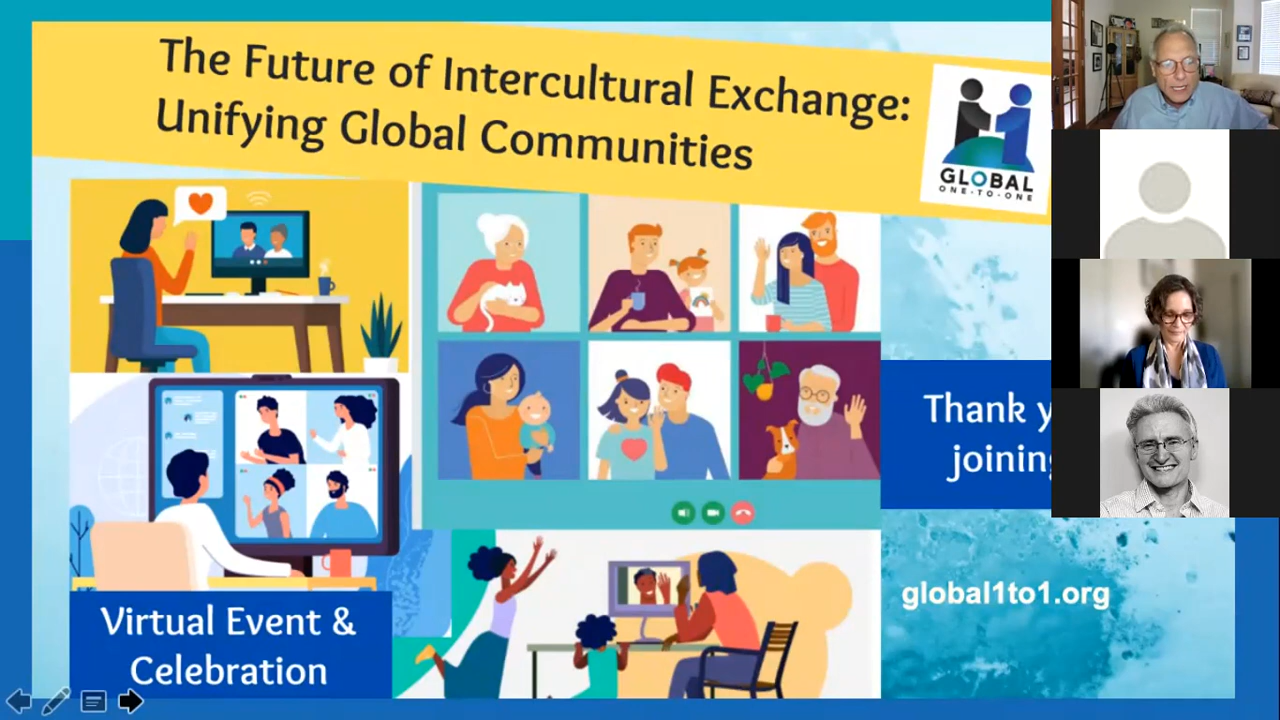 The Future of Intercultural Exchange:
Unifying Global Communities
GLOBAL
ONE-TO-ONE
Thank y
joining
global1to1.org
Virtual Event &
Celebration